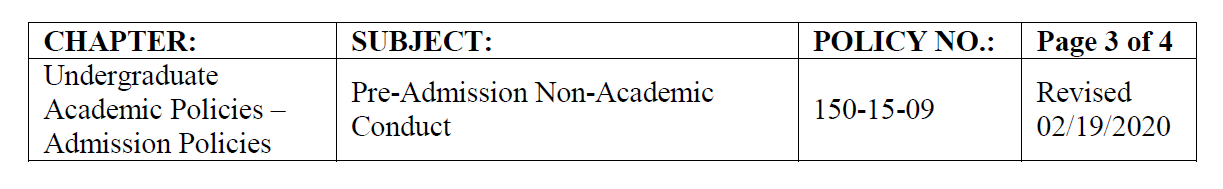 CHAPTER: SUBJECT: POLICY NO.: Page 3 of 4
Undergraduate
Academic Policies –
Admission Policies
Pre-Admission Non-Academic
Conduct
150-15-09
Revised
02/19/2020